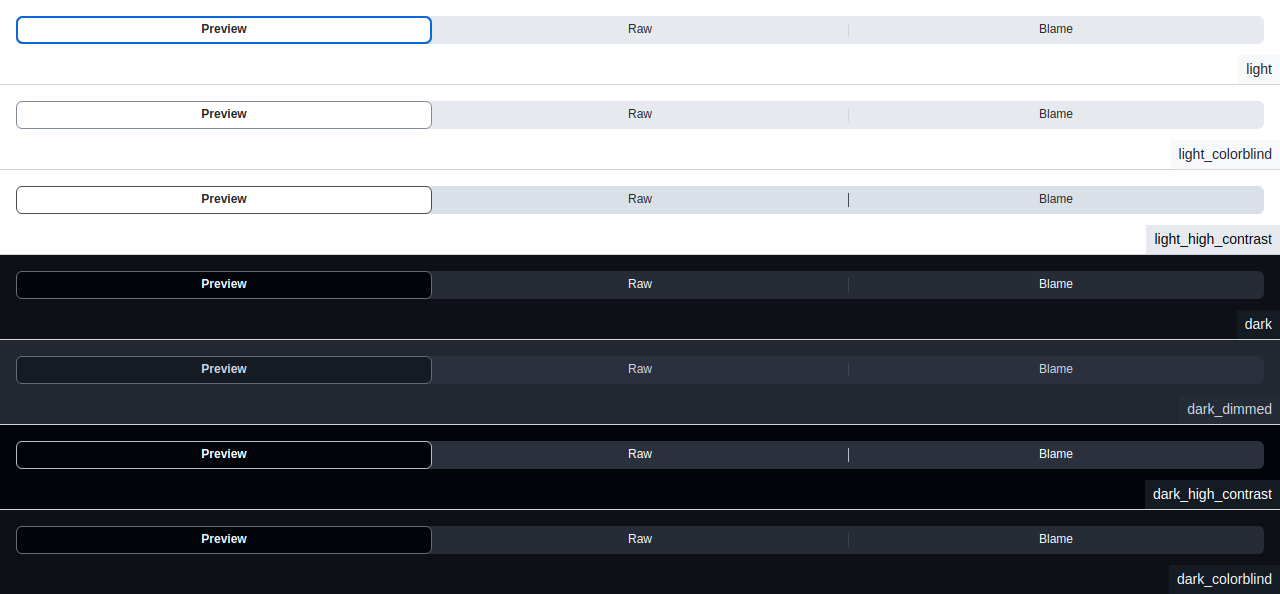 Preview Raw Blame
light
Preview Raw Blame
light_colorblind
Preview Raw Blame
light_high_contrast
Preview Raw Blame
dark
Preview Raw Blame
dark_dimmed
Preview Raw Blame
dark_high_contrast
Preview Raw Blame
dark_colorblind